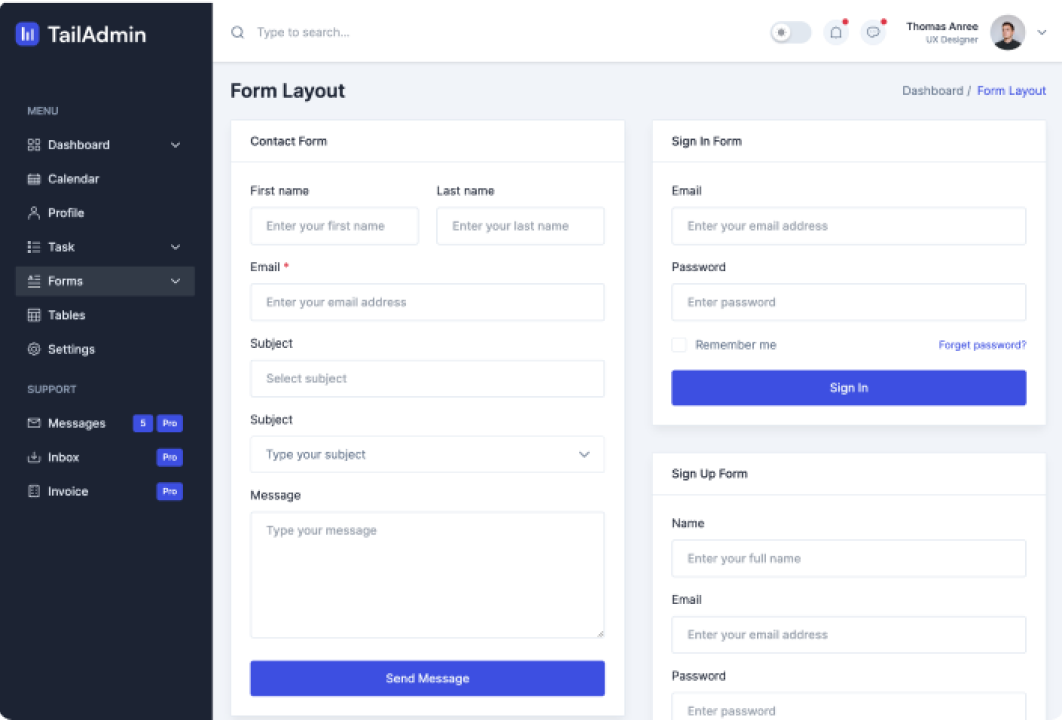 TailAdmin
Type to search...
Thomas Anree
UX Designer
MENU
Dashboard
Calendar
Profile
Task
Forms
Tables
Settings
SUPPORT
Messages 5 Pro
Inbox Pro
Invoice Pro
Form Layout
Dashboard / Form Layout
Contact Form
First name Last name
Enter your first name Enter your last name
Email *
Enter your email address
Subject
Select subject
Subject
Type your subject
Message
Type your message
Send Message
Sign In Form
Email
Enter your email address
Password
Enter password
Remember me Forget password?
Sign In
Sign Up Form
Name
Enter your full name
Email
Enter your email address
Password
Enter password